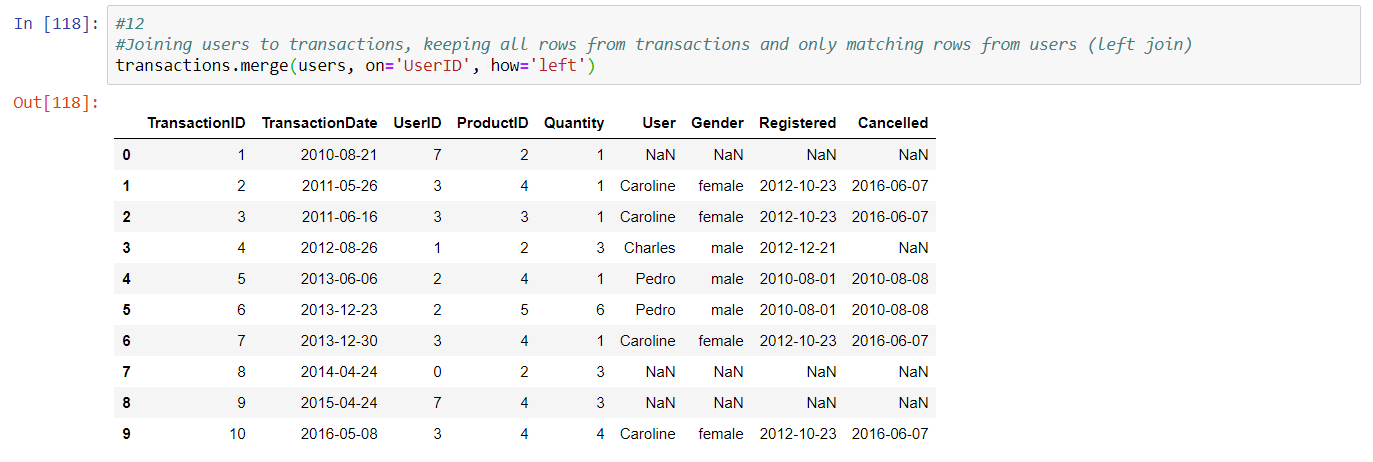 In [118]: #12
#Joining users to transactions, keeping all rows from transactions and only matching rows from users (left join)
transactions.merge(users, on='UserID', how='left')
Out[118]:
TransactionID TransactionDate UserID ProductID Quantity User Gender Registered Cancelled
0 1 2010-08-21 7 2 1 NaN NaN NaN NaN
1 2 2011-05-26 3 4 1 Caroline female 2012-10-23 2016-06-07
2 3 2011-06-16 3 3 1 Caroline female 2012-10-23 2016-06-07
3 4 2012-08-26 1 2 3 Charles male 2012-12-21 NaN
4 5 2013-06-06 2 4 1 Pedro male 2010-08-01 2010-08-08
5 6 2013-12-23 2 5 6 Pedro male 2010-08-01 2010-08-08
6 7 2013-12-30 3 4 1 Caroline female 2012-10-23 2016-06-07
7 8 2014-04-24 0 2 3 NaN NaN NaN NaN
8 9 2015-04-24 7 4 3 NaN NaN NaN NaN
9 10 2016-05-08 3 4 4 Caroline female 2012-10-23 2016-06-07